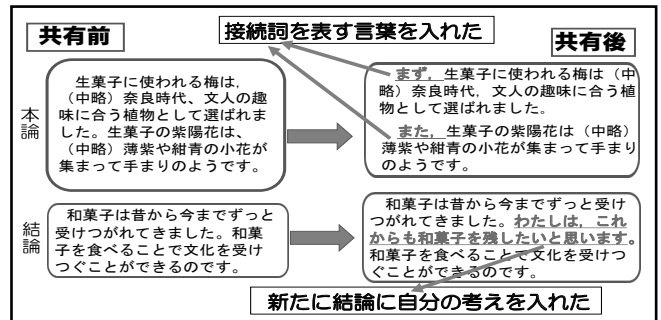 共有前
接続詞を表す言葉を入れた
共有後
本論
生菓子に使われる梅は，
（中略）奈良時代、文人の趣
味に合う植物として選ばれま
した。生菓子の紫陽花は、
（中略）薄紫や紺青の小花が
集まって手まりのようです。
まず，生菓子に使われる梅は（中
略）奈良時代，文人の趣味に合う植
物として選ばれました。
また，生菓子の紫陽花は（中略）
薄紫や紺青の小花が集まって手まり
のようです。
結論
和菓子は昔から今までずっと
受けつがれてきました。和菓
子を食べることで文化を受け
つぐことができるのです。
和菓子は昔から今までずっと受け
つがれてきました。わたしは，これ
からも和菓子を残したいと思います。
和菓子を食べることで文化を受けつ
ぐことができるのです。
新たに結論に自分の考えを入れた